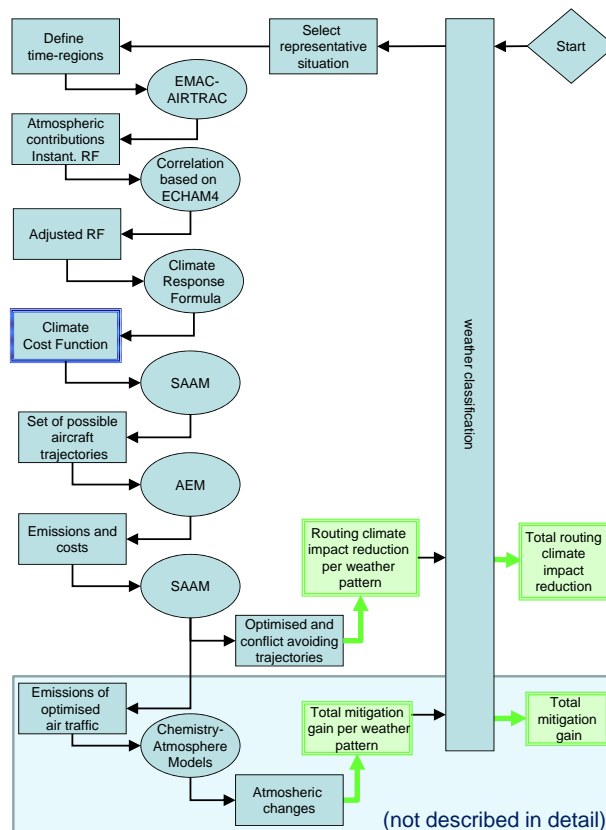 Define
time-regions
Select
representative
situation
Start
EMAC-
AIRTRAC
Atmospheric
contributions
Instant. RF
Correlation
based on
ECHAM4
Adjusted RF
Climate
Response
Formula
Climate
Cost Function
weather classification
SAAM
Set of possible
aircraft
trajectories
AEM
Emissions and
costs
SAAM
Routing climate
impact reduction
per weather
pattern
Total routing
climate
impact
reduction
Optimised and
conflict avoiding
trajectories
Emissions of
optimised
air traffic
Chemistry-
Atmosphere
Models
Total mitigation
gain per weather
pattern
Total
mitigation
gain
Atmosheric
changes
(not described in detail)